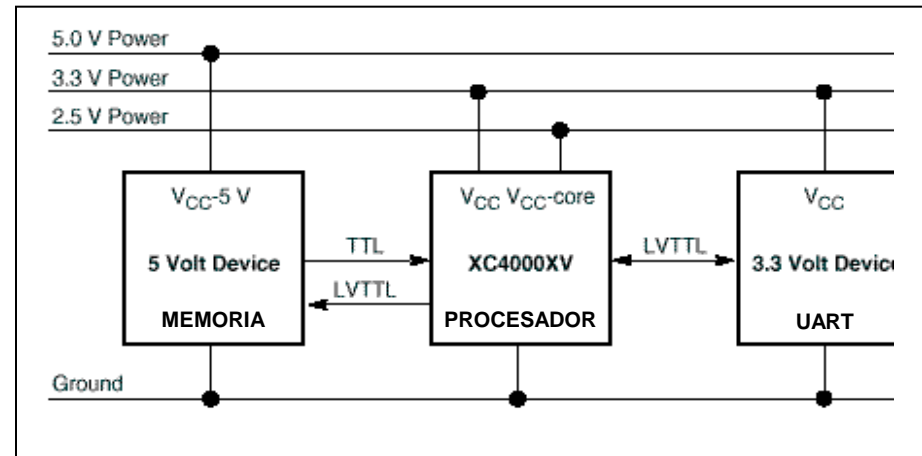 5.0 V Power
3.3 V Power
2.5 V Power
VCC-5 V
VCC VCC-core
VCC
TTL
LVTTL
5 Volt Device
XC4000XV
LVTTL
3.3 Volt Devic
MEMORIA
PROCESADOR
UART
Ground